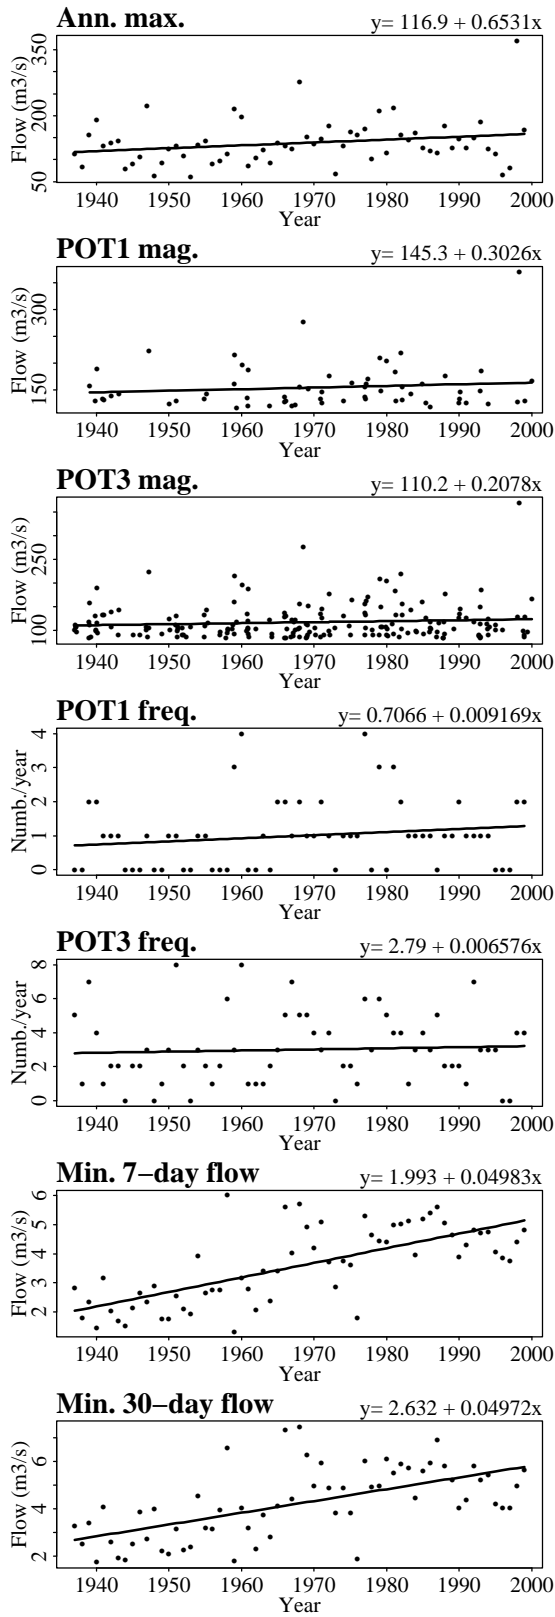 Ann. max. y= 116.9 + 0.6531x
Flow (m3/s)
50 200 350
1940 1950 1960 1970 1980 1990 2000
Year
POT1 mag. y= 145.3 + 0.3026x
Flow (m3/s)
150 300
1940 1950 1960 1970 1980 1990 2000
Year
POT3 mag. y= 110.2 + 0.2078x
Flow (m3/s)
100 250
1940 1950 1960 1970 1980 1990 2000
Year
POT1 freq. y= 0.7066 + 0.009169x
Numb./year
0 1 2 3 4
1940 1950 1960 1970 1980 1990 2000
Year
POT3 freq. y= 2.79 + 0.006576x
Numb./year
0 2 4 6 8
1940 1950 1960 1970 1980 1990 2000
Year
Min. 7−day flow y= 1.993 + 0.04983x
Flow (m3/s)
2 3 4 5 6
1940 1950 1960 1970 1980 1990 2000
Year
Min. 30−day flow y= 2.632 + 0.04972x
Flow (m3/s)
2 4 6
1940 1950 1960 1970 1980 1990 2000
Year